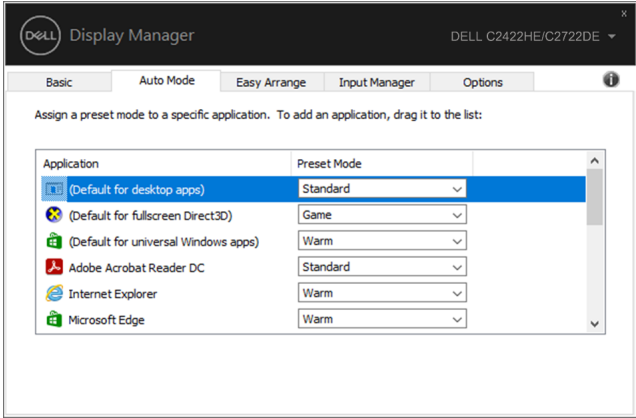 x
DELL Display Manager
DELL C2422HE/C2722DE
Basic Auto Mode Easy Arrange Input Manager Options i
Assign a preset mode to a specific application. To add an application, drag it to the list:
Application Preset Mode
(Default for desktop apps) Standard
(Default for fullscreen Direct3D) Game
(Default for universal Windows apps) Warm
Adobe Acrobat Reader DC Standard
Internet Explorer Warm
Microsoft Edge Warm